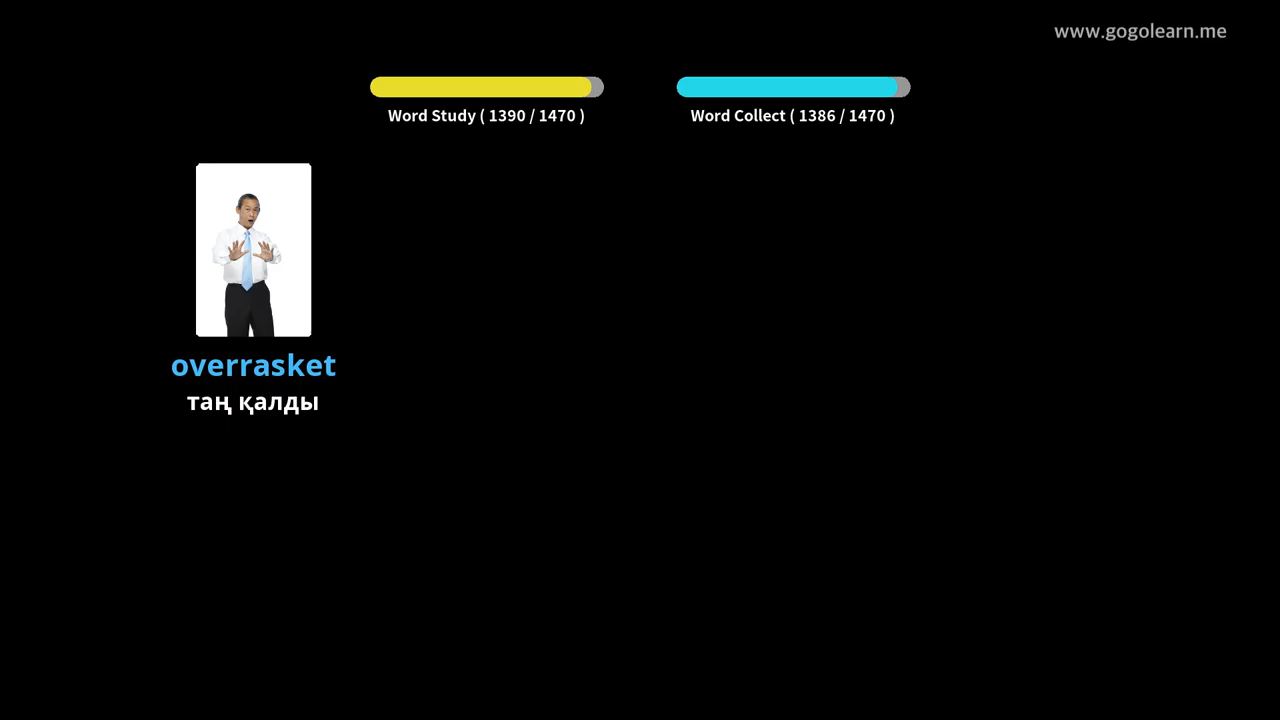 www.gogolearn.me
Word Study ( 1390 / 1470 )
Word Collect ( 1386 / 1470 )
overrasket
таң қалды